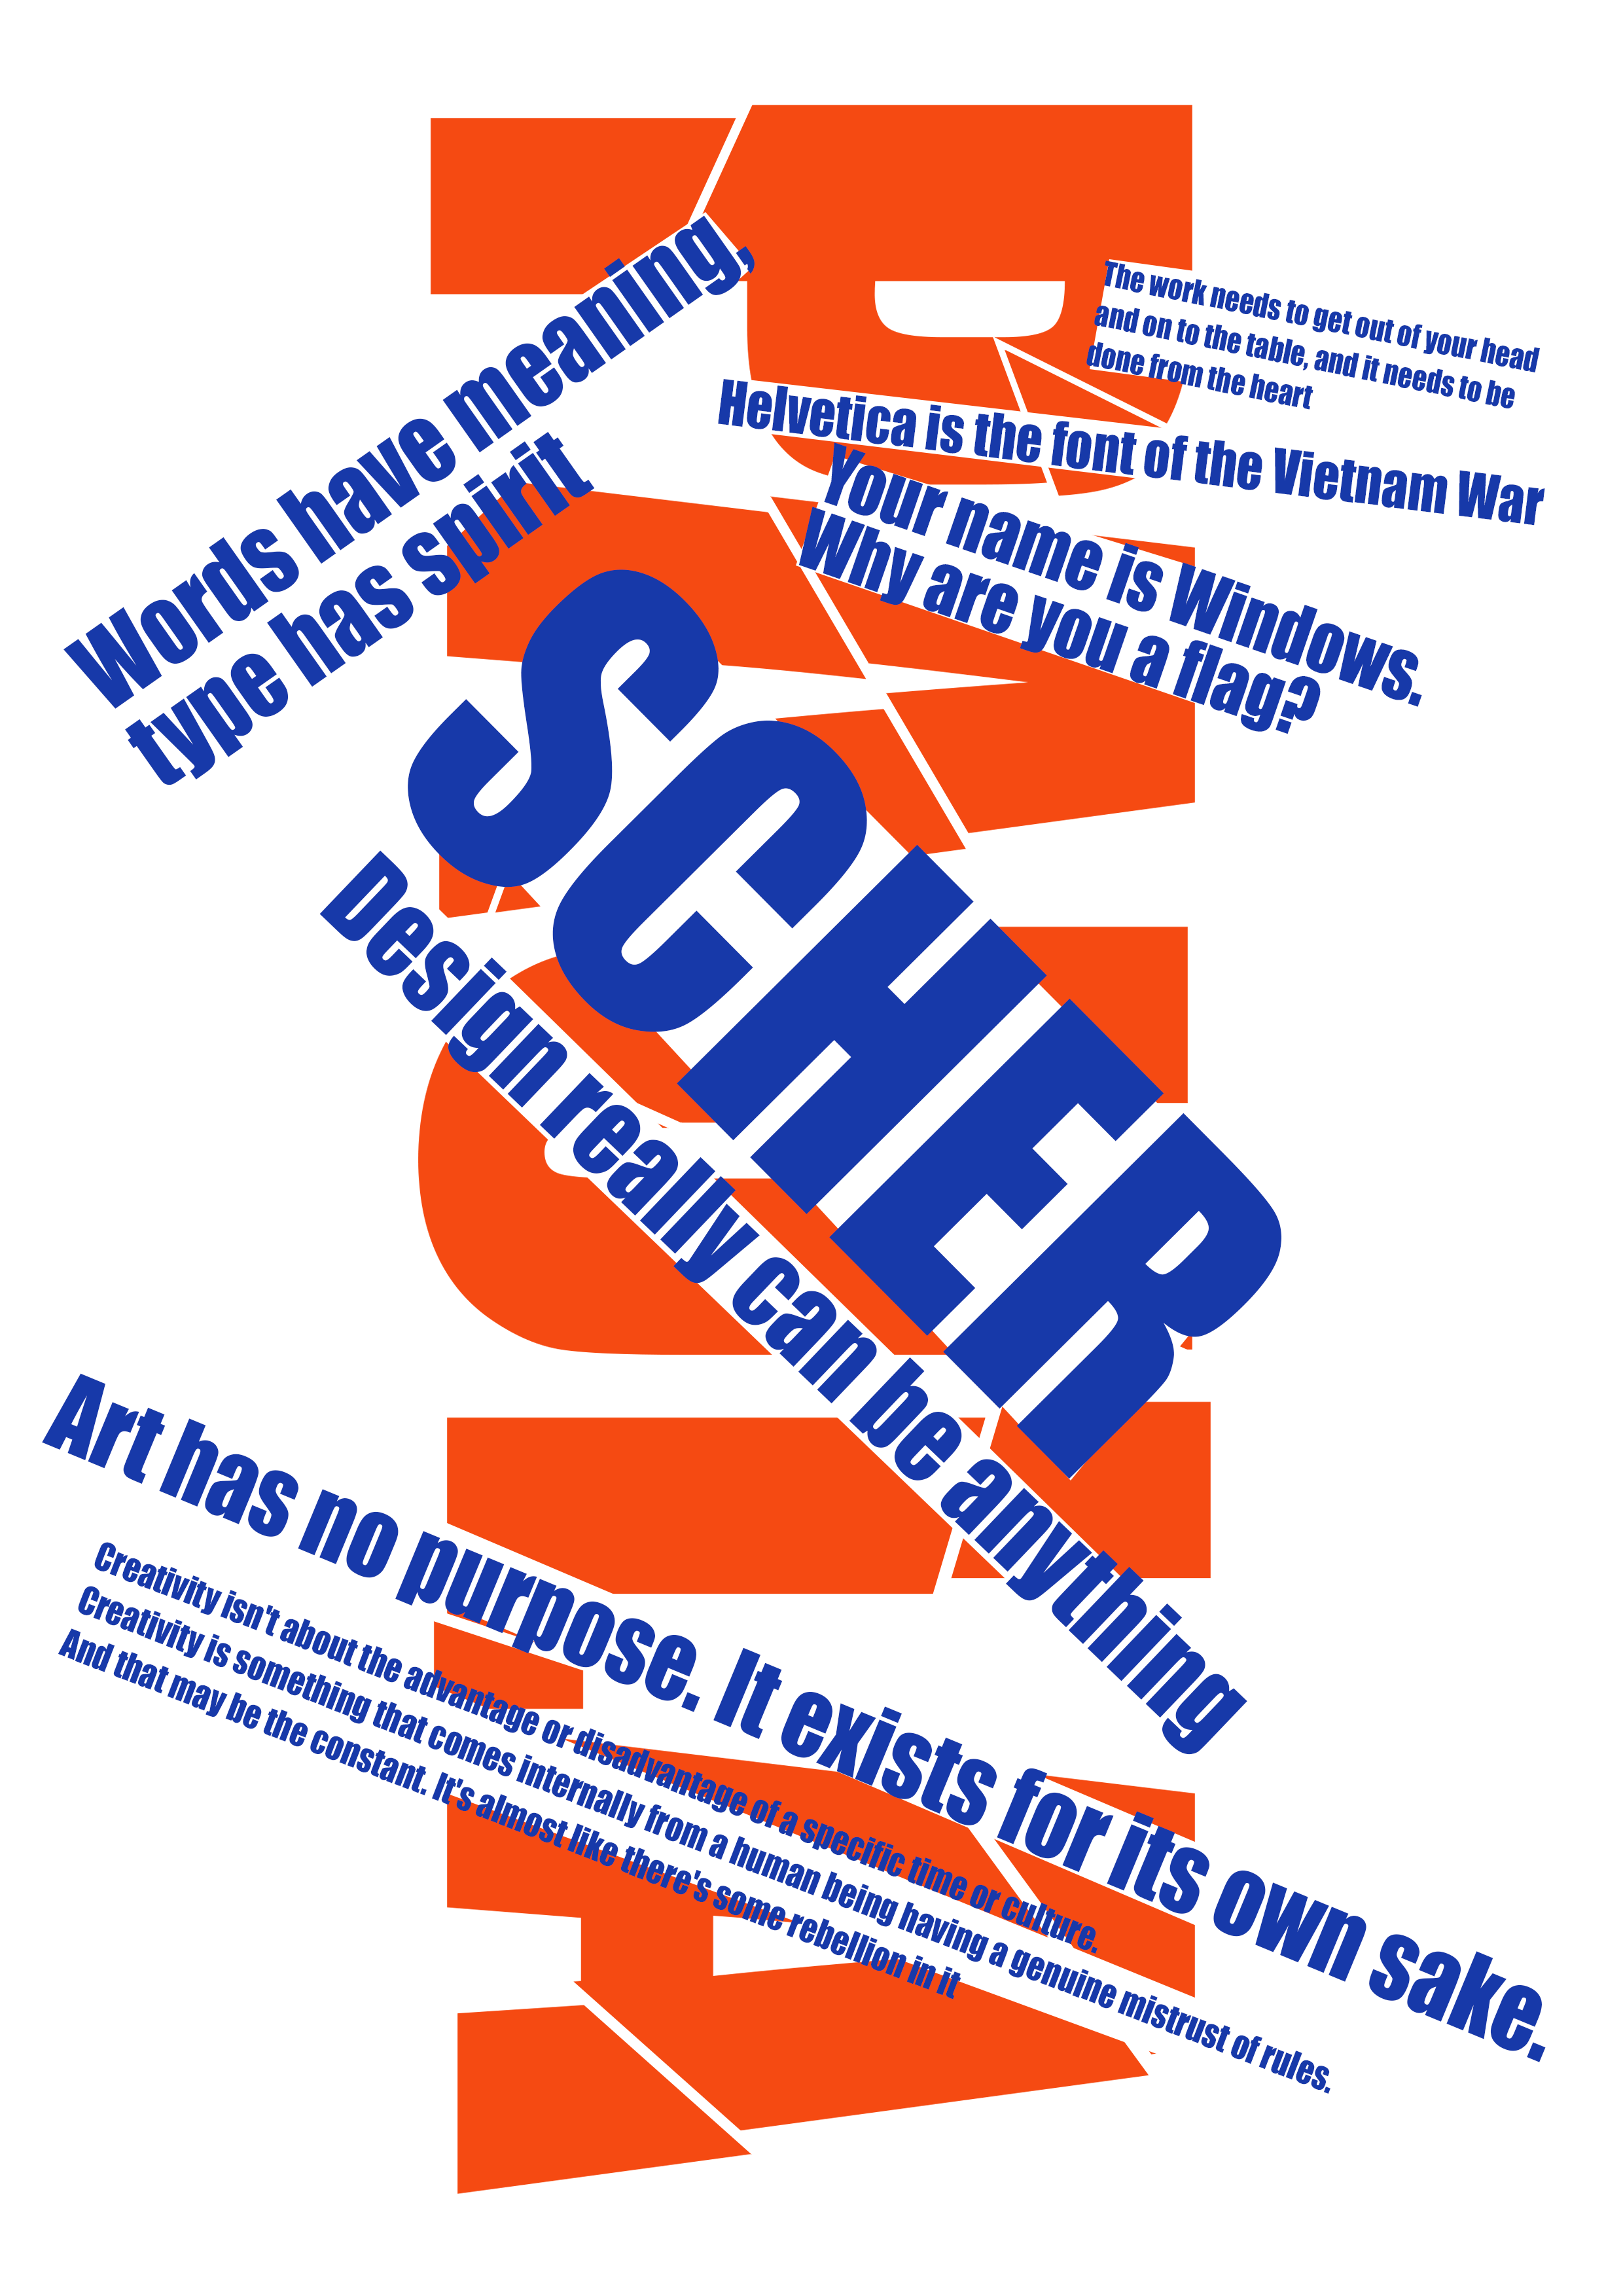 PAULA
Words have meaning,
type has spirit
The work needs to get out of your head
and on to the table, and it needs to be
done from the heart
Helvetica is the font of the Vietnam War
Your name is Windows.
Why are you a flag?
SCHER
Design really can be anything
Art has no purpose. It exists for its own sake.
Creativity isn't about the advantage or disadvantage of a specific time or culture.
Creativity is something that comes internally from a human being having a genuine mistrust of rules.
And that may be the constant. It's almost like there's some rebellion in it